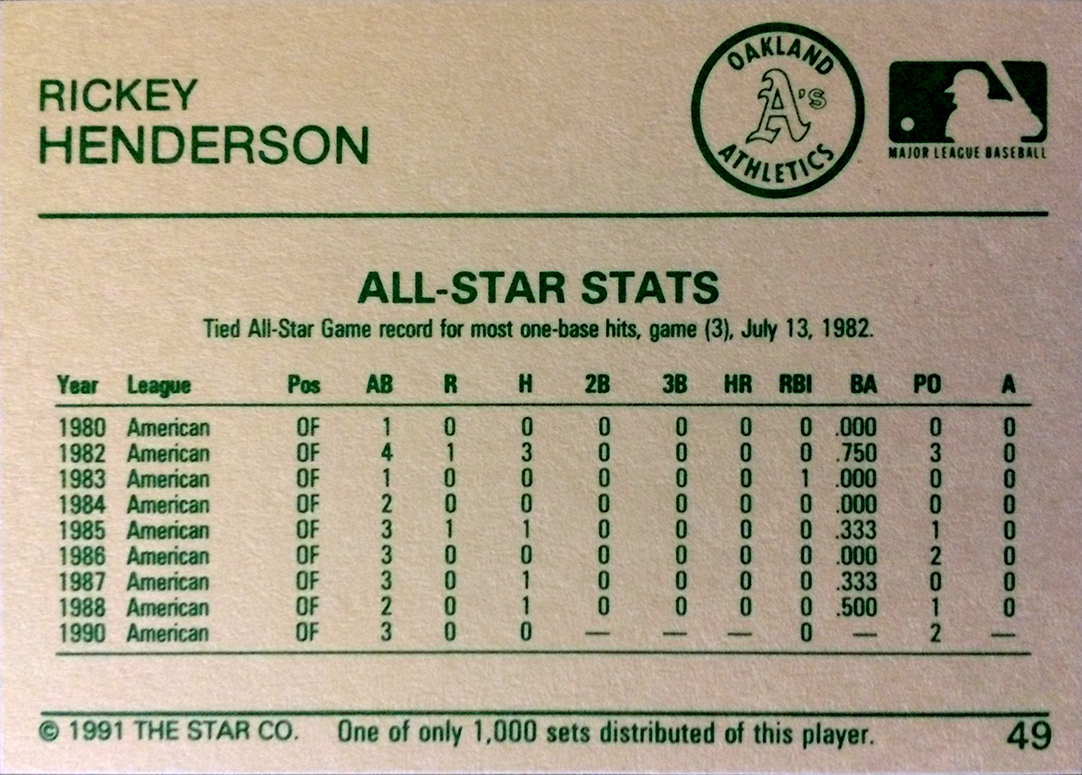 RICKEY
HENDERSON
OAKLAND
A's
ATHLETICS
MAJOR LEAGUE BASEBALL
ALL-STAR STATS
Tied All-Star Game record for most one-base hits, game (3), July 13, 1982.
Year League Pos AB R H 2B 3B HR RBI BA PO A
1980 American OF 1 0 0 0 0 0 0 .000 0 0
1982 American OF 4 1 3 0 0 0 0 .750 3 0
1983 American OF 1 0 0 0 0 0 1 .000 0 0
1984 American OF 2 0 0 0 0 0 0 .000 0 0
1985 American OF 3 1 1 0 0 0 0 .333 1 0
1986 American OF 3 0 0 0 0 0 0 .000 2 0
1987 American OF 3 0 1 0 0 0 0 .333 0 0
1988 American OF 2 0 1 0 0 0 0 .500 1 0
1990 American OF 3 0 0 — — — 0 — 2 —
© 1991 THE STAR CO. One of only 1,000 sets distributed of this player. 49